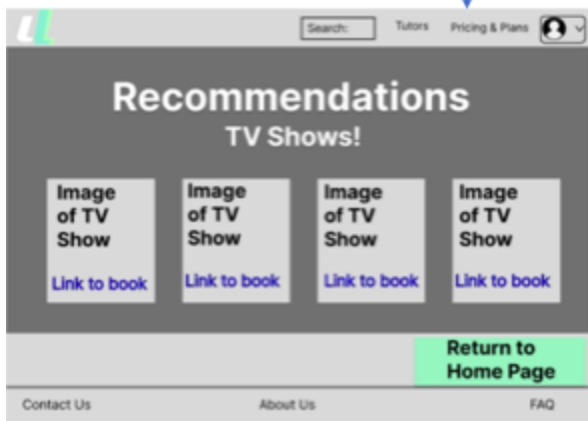 Search: Tutors Pricing & Plans
Recommendations
TV Shows!
Image of TV Show
Link to book
Image of TV Show
Link to book
Image of TV Show
Link to book
Image of TV Show
Link to book
Return to
Home Page
Contact Us About Us FAQ